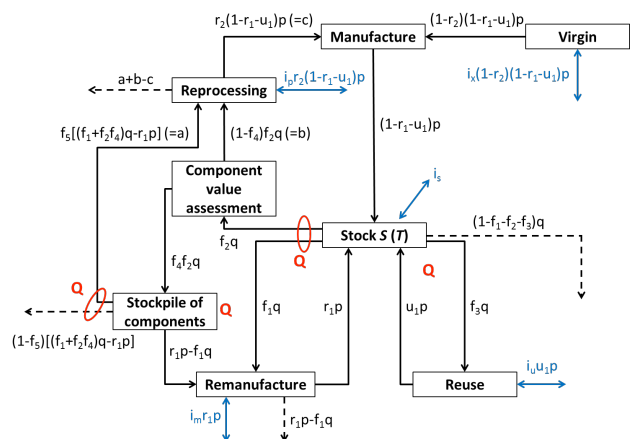 r2(1-r1-u1)p (=c)
(1-r2)(1-r1-u1)p
Manufacture
Virgin
a+b-c
Reprocessing
ipr2(1-r1-u1)p
ix(1-r2)(1-r1-u1)p
f5[(f1+f2f4)q-r1p] (=a)
(1-f4)f2q (=b)
(1-r1-u1)p
Component
value
assessment
is
f2q
Stock S (T)
(1-f1-f2-f3)q
Q
Q
f4f2q
Q
Stockpile of
components
Q
f1q
r1p
u1p
f3q
(1-f5)[(f1+f2f4)q-r1p]
r1p-f1q
Remanufacture
Reuse
iuu1p
imr1p
r1p-f1q